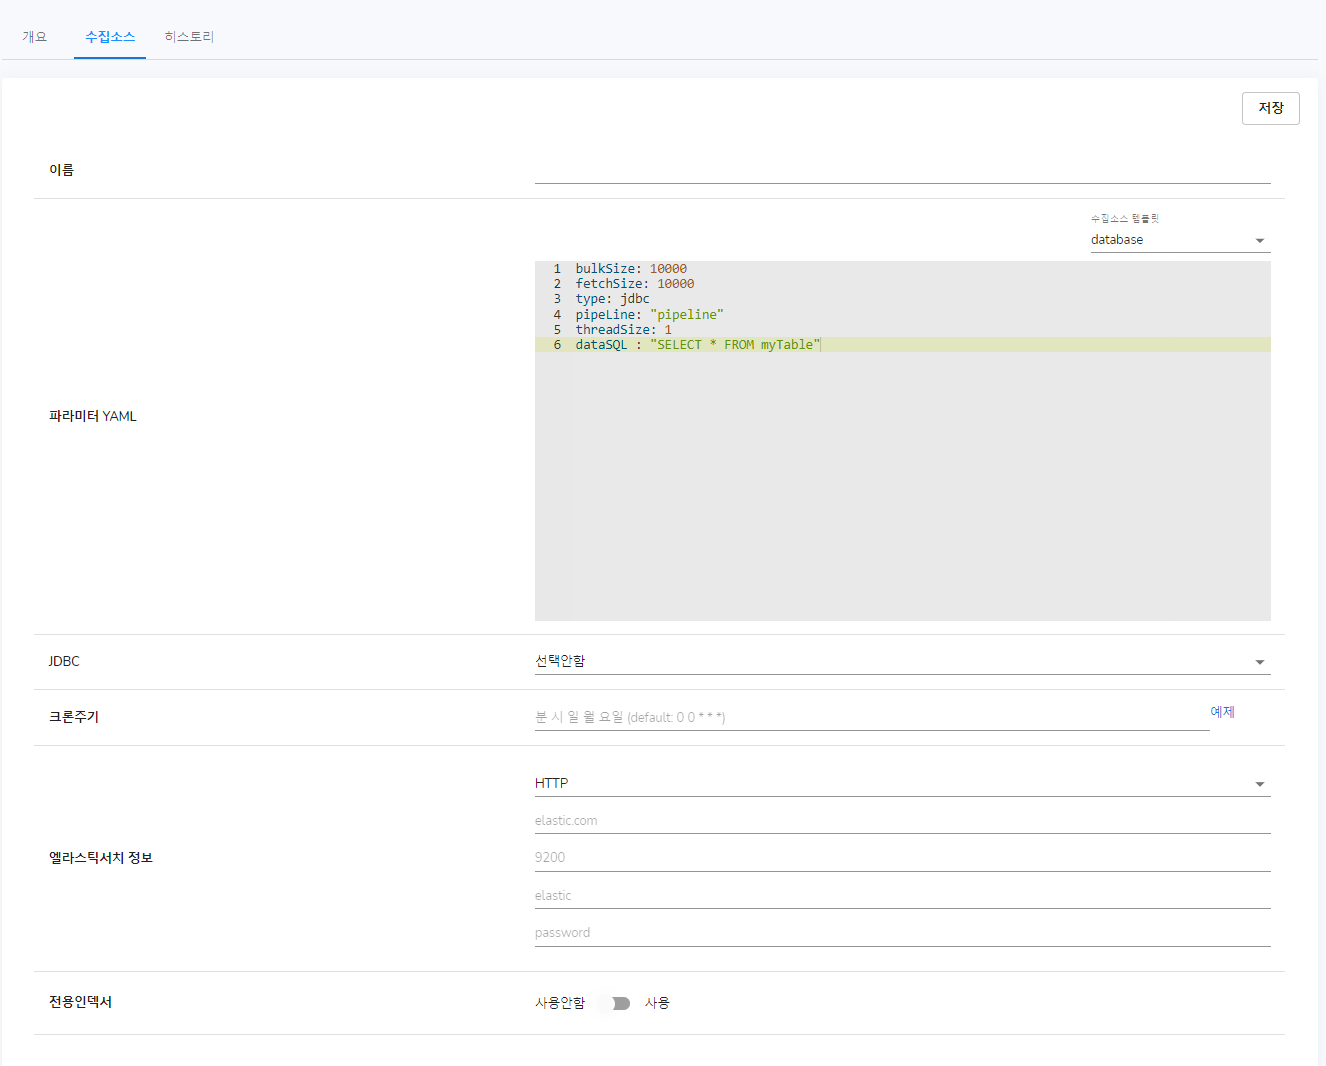 개요 수집소스 히스토리
저장
이름
수집소스 템플릿
database
1 bulkSize: 10000
2 fetchSize: 10000
3 type: jdbc
4 pipeLine: "pipeline"
5 threadSize: 1
6 dataSQL : "SELECT * FROM myTable"
파라미터 YAML
JDBC 선택안함
크론주기 분 시 일 월 요일 (default: 0 0 * * *) 예제
HTTP
elastic.com
엘라스틱서치 정보 9200
elastic
password
전용인덱서 사용안함 사용